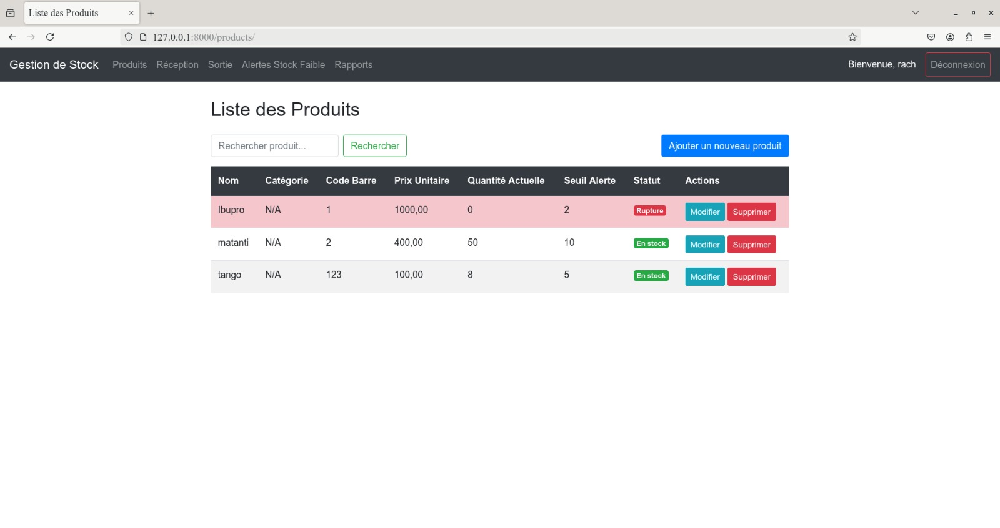 Liste des Produits
127.0.0.1:8000/products/
Gestion de Stock Produits Réception Sortie Alertes Stock Faible Rapports Bienvenue, rach Déconnexion
Liste des Produits
Rechercher produit... Rechercher Ajouter un nouveau produit
Nom Catégorie Code Barre Prix Unitaire Quantité Actuelle Seuil Alerte Statut Actions
Ibupro N/A 1 1000,00 0 2 Rupture Modifier Supprimer
matanti N/A 2 400,00 50 10 En stock Modifier Supprimer
tango N/A 123 100,00 8 5 En stock Modifier Supprimer